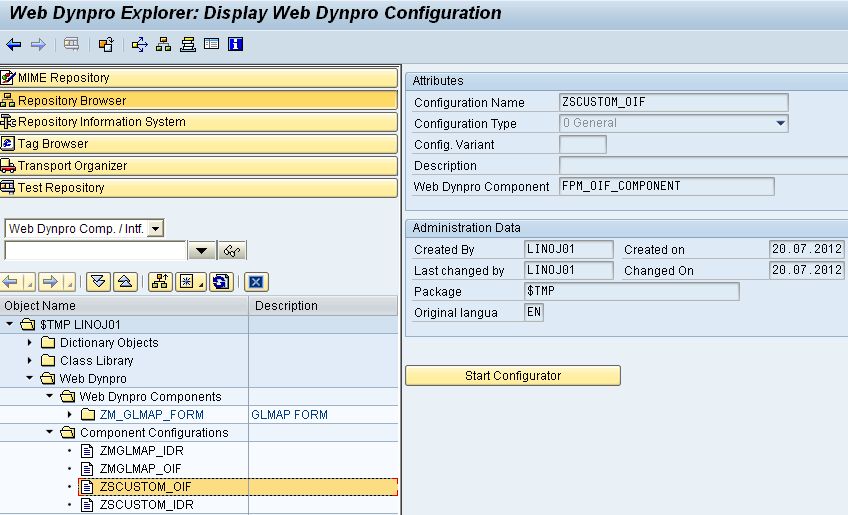 Web Dynpro Explorer: Display Web Dynpro Configuration
MIME Repository
Repository Browser
Repository Information System
Tag Browser
Transport Organizer
Test Repository
Web Dynpro Comp. / Intf.
Object Name Description
$TMP LINOJ01
Dictionary Objects
Class Library
Web Dynpro
Web Dynpro Components
ZM_GLMAP_FORM GLMAP FORM
Component Configurations
ZMGLMAP_IDR
ZMGLMAP_OIF
ZSCUSTOM_OIF
ZSCUSTOM_IDR
Attributes
Configuration Name ZSCUSTOM_OIF
Configuration Type 0 General
Config. Variant
Description
Web Dynpro Component FPM_OIF_COMPONENT
Administration Data
Created By LINOJ01 Created on 20.07.2012
Last changed by LINOJ01 Changed On 20.07.2012
Package $TMP
Original langua EN
Start Configurator